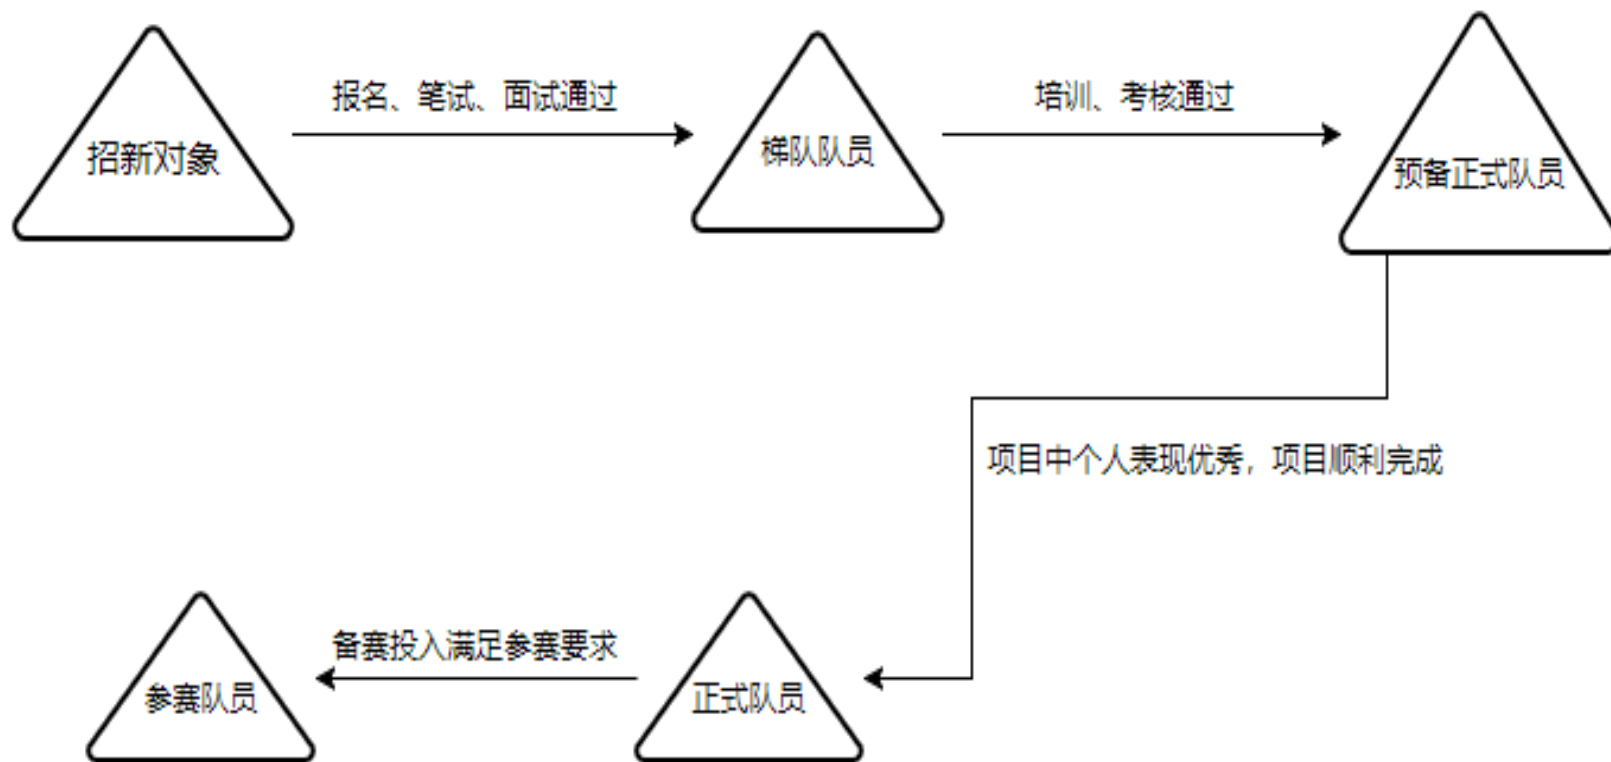 报名、笔试、面试通过
培训、考核通过
招新对象
梯队队员
预备正式队员
项目中个人表现优秀，项目顺利完成
备赛投入满足参赛要求
参赛队员
正式队员